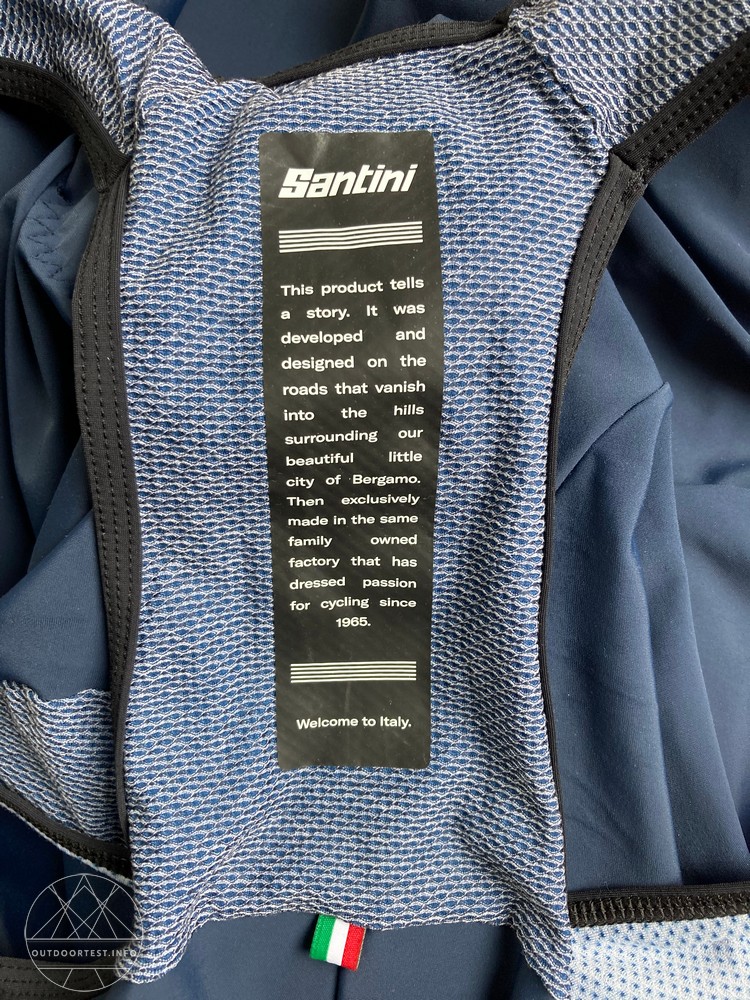 Santini
This product tells
a story. It was
developed and
designed on the
roads that vanish
into the hills
surrounding our
beautiful little
city of Bergamo.
Then exclusively
made in the same
family owned
factory that has
dressed passion
for cycling since
1965.
Welcome to Italy.
OUTDOORTEST.INFO